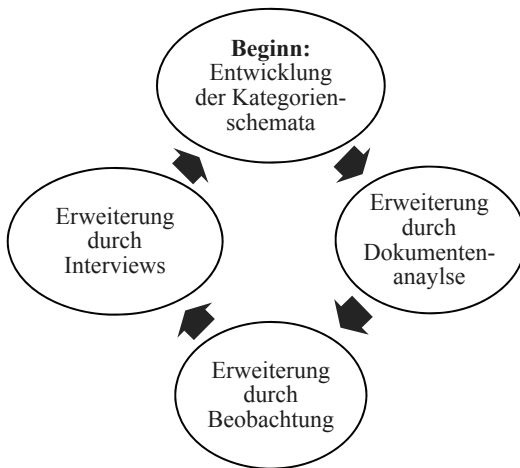 Beginn:
Entwicklung
der Kategorien-
schemata
Erweiterung
durch
Dokumenten-
anaylse
Erweiterung
durch
Beobachtung
Erweiterung
durch
Interviews